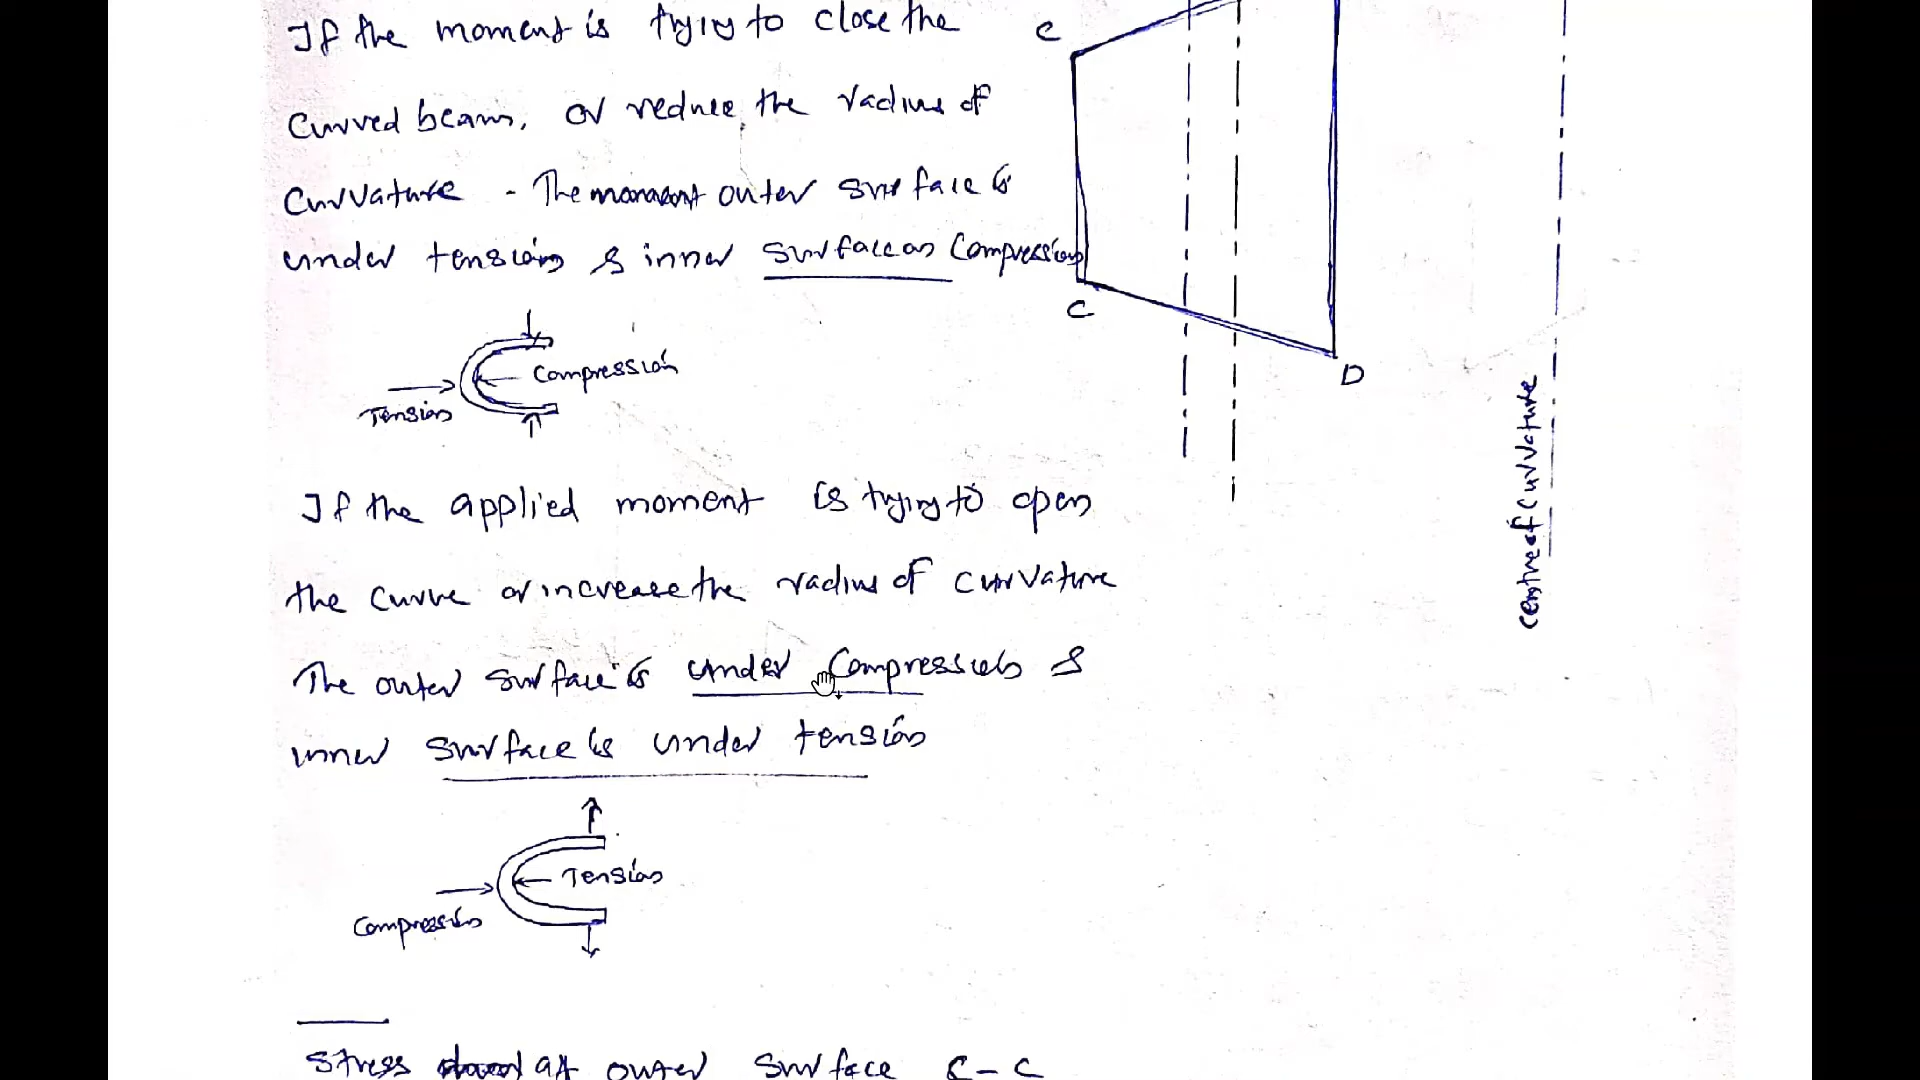 If the moment is trying to close the
curved beam, or reduce the radius of
curvature - The moment outer surface is
under tension & inner surface as compression
Compression
Tension
If the applied moment is trying to open
the curve or increase the radius of curvature
The outer surface is under compression &
inner surface is under tension
Tension
Compression
Stress at outer surface C-C
C
C
D
Centre of Curvature